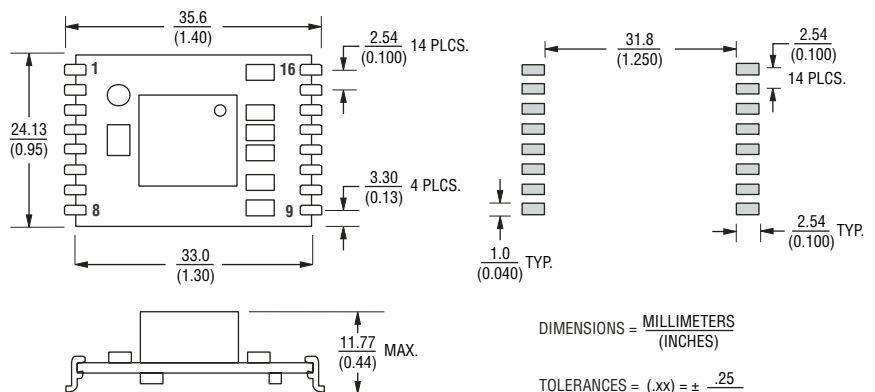 35.6
(1.40)
2.54
(0.100)
14 PLCS.
1
16
24.13
(0.95)
3.30
(0.13)
4 PLCS.
8
9
33.0
(1.30)
11.77
(0.44)
MAX.
31.8
(1.250)
2.54
(0.100)
14 PLCS.
1.0
(0.040)
TYP.
2.54
(0.100)
TYP.
DIMENSIONS = MILLIMETERS
(INCHES)
TOLERANCES = (.xx) = ± .25